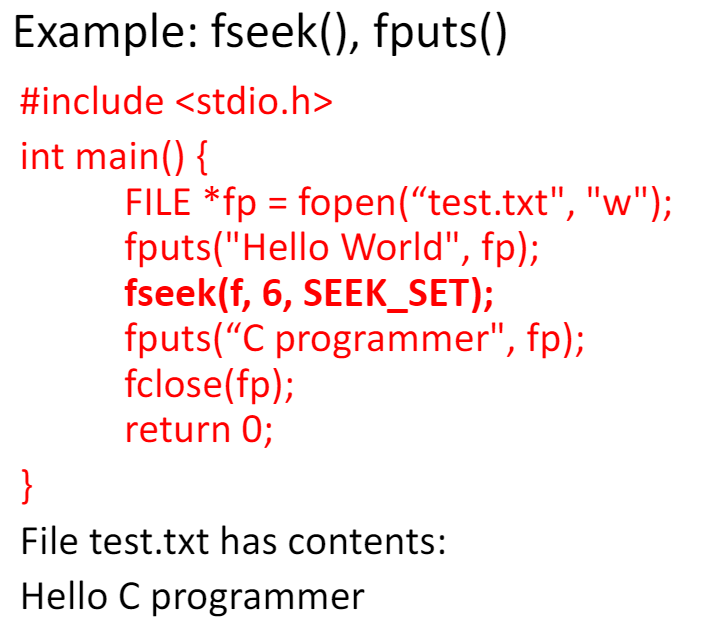 Example: fseek(), fputs()
#include <stdio.h>
int main() {
FILE *fp = fopen(“test.txt", "w");
fputs("Hello World", fp);
fseek(f, 6, SEEK_SET);
fputs(“C programmer", fp);
fclose(fp);
return 0;
}
File test.txt has contents:
Hello C programmer